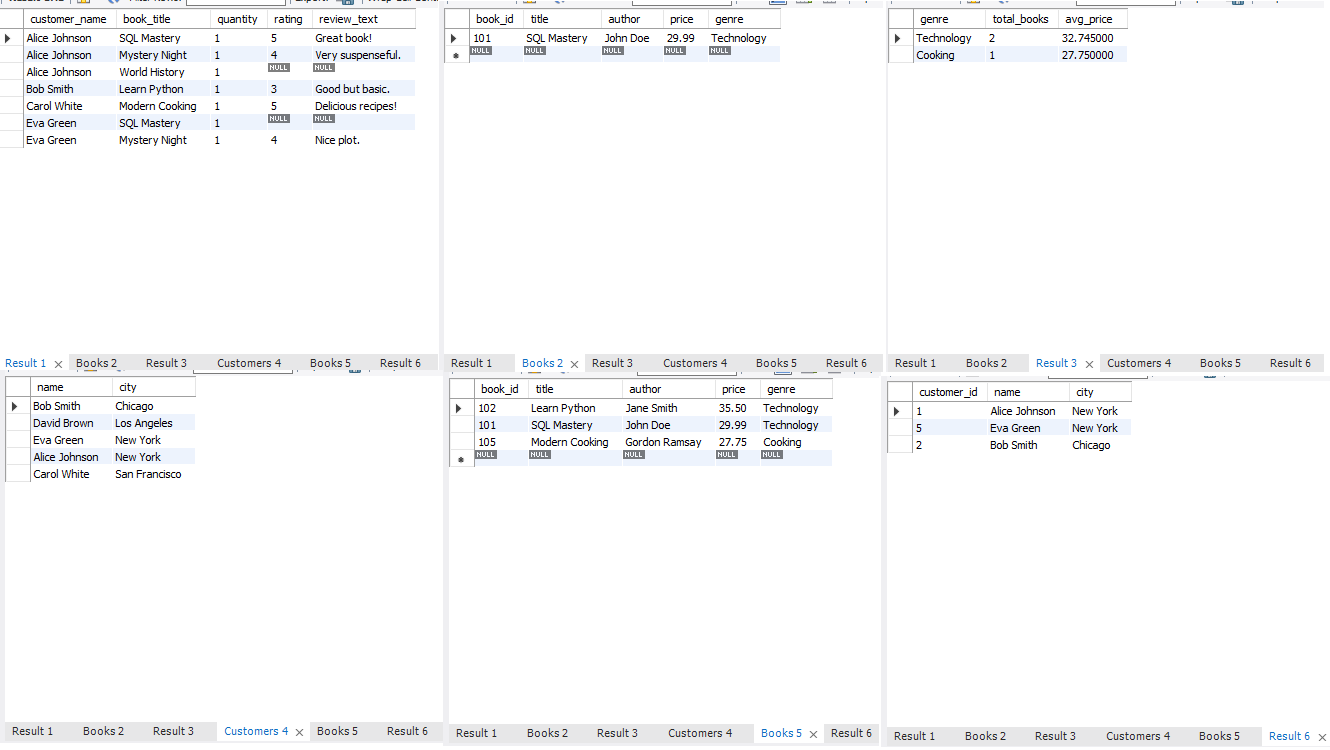 customer_name book_title quantity rating review_text
Alice Johnson SQL Mastery 1 5 Great book!
Alice Johnson Mystery Night 1 4 Very suspenseful.
Alice Johnson World History 1 NULL NULL
Bob Smith Learn Python 1 3 Good but basic.
Carol White Modern Cooking 1 5 Delicious recipes!
Eva Green SQL Mastery 1 NULL NULL
Eva Green Mystery Night 1 4 Nice plot.
Result 1 Books 2 Result 3 Customers 4 Books 5 Result 6
book_id title author price genre
101 SQL Mastery John Doe 29.99 Technology
NULL NULL NULL NULL NULL
Result 1 Books 2 Result 3 Customers 4 Books 5 Result 6
genre total_books avg_price
Technology 2 32.745000
Cooking 1 27.750000
Result 1 Books 2 Result 3 Customers 4 Books 5 Result 6
name city
Bob Smith Chicago
David Brown Los Angeles
Eva Green New York
Alice Johnson New York
Carol White San Francisco
Result 1 Books 2 Result 3 Customers 4 Books 5 Result 6
book_id title author price genre
102 Learn Python Jane Smith 35.50 Technology
101 SQL Mastery John Doe 29.99 Technology
105 Modern Cooking Gordon Ramsay 27.75 Cooking
NULL NULL NULL NULL NULL
Result 1 Books 2 Result 3 Customers 4 Books 5 Result 6
customer_id name city
1 Alice Johnson New York
5 Eva Green New York
2 Bob Smith Chicago
Result 1 Books 2 Result 3 Customers 4 Books 5 Result 6